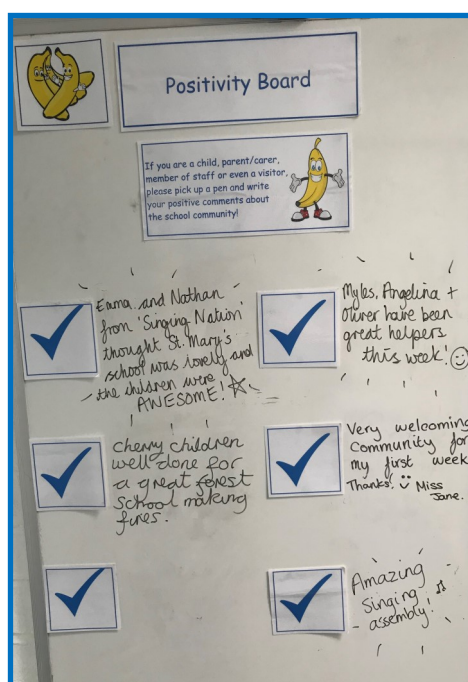 Positivity Board
If you are a child, parent/carer,
member of staff or even a visitor,
please pick up a pen and write
your positive comments about
the school community!
Emma and Nathan
from 'Singing Nation'
thought St. Mary's
school was lovely and
the children were
AWESOME!
Myles, Angelina +
Oliver have been
great helpers
this week!
Cherry children
well done for
a great forest
School making
fires.
Very welcoming
Community for
my first week
Thanks! Miss
Jane.
Amazing
Singing
assembly!